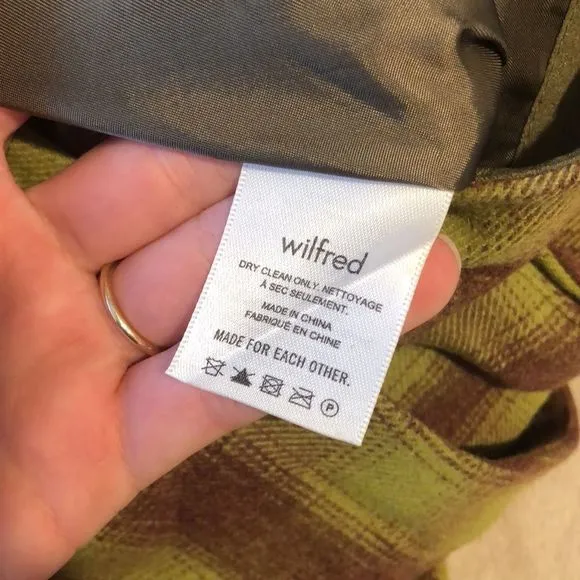 wilfred
DRY CLEAN ONLY. NETTOYAGE
À SEC SEULEMENT.
MADE IN CHINA
FABRIQUÉ EN CHINE
MADE FOR EACH OTHER.
P